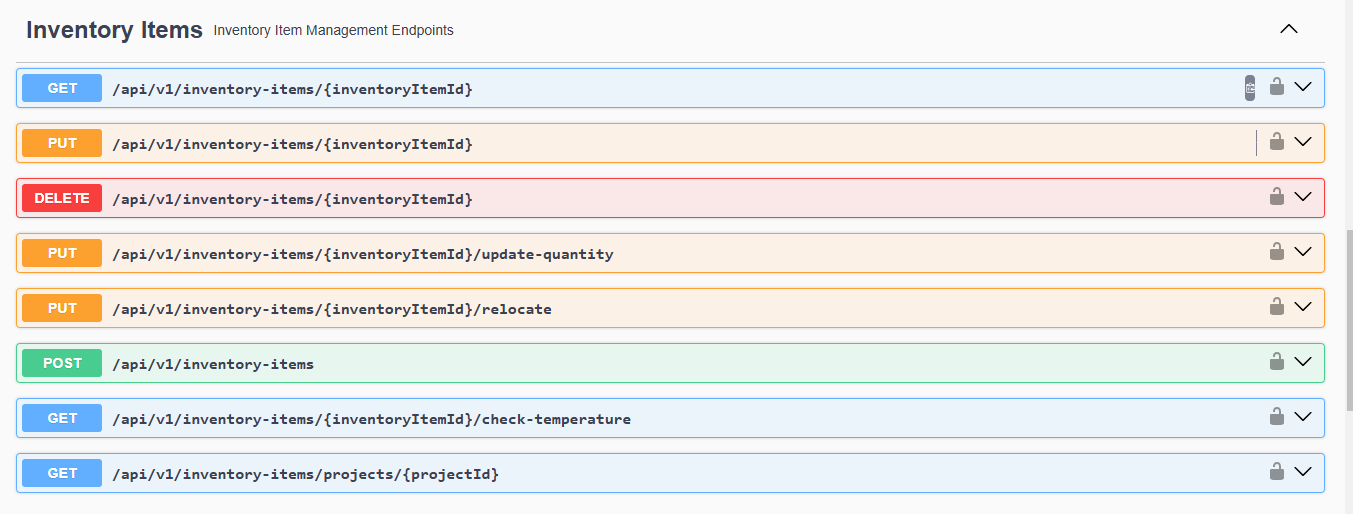 Inventory Items Inventory Item Management Endpoints
GET /api/v1/inventory-items/{inventoryItemId}
PUT /api/v1/inventory-items/{inventoryItemId}
DELETE /api/v1/inventory-items/{inventoryItemId}
PUT /api/v1/inventory-items/{inventoryItemId}/update-quantity
PUT /api/v1/inventory-items/{inventoryItemId}/relocate
POST /api/v1/inventory-items
GET /api/v1/inventory-items/{inventoryItemId}/check-temperature
GET /api/v1/inventory-items/projects/{projectId}